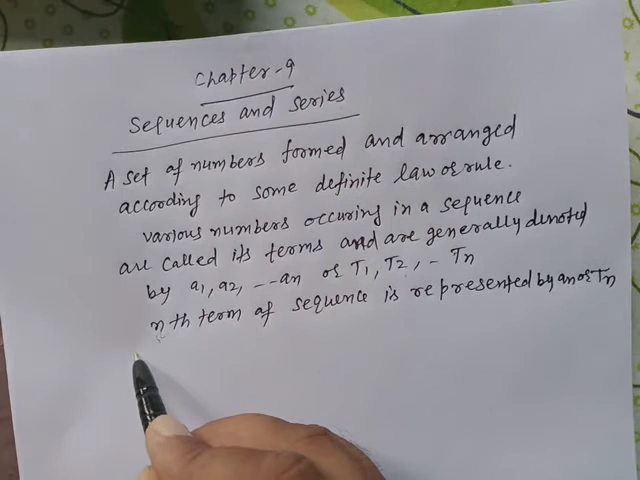 Chapter-9
Sequences and series
A set of numbers formed and arranged
according to some definite law or rule.
various numbers occuring in a sequence
are called its terms and are generally denoted
by a1, a2, --an or T1, T2, - Tn
nth term of sequence is represented by an or Tn